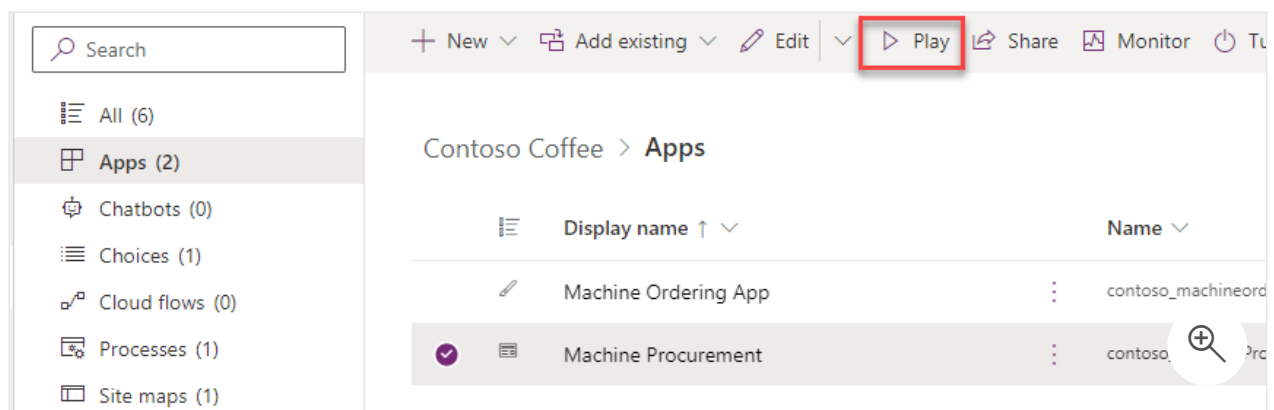 Search
New Add existing Edit Play Share Monitor
All (6)
Apps (2)
Chatbots (0)
Choices (1)
Cloud flows (0)
Processes (1)
Site maps (1)
Contoso Coffee > Apps
Display name ↑ Name
Machine Ordering App contoso_machineord
Machine Procurement